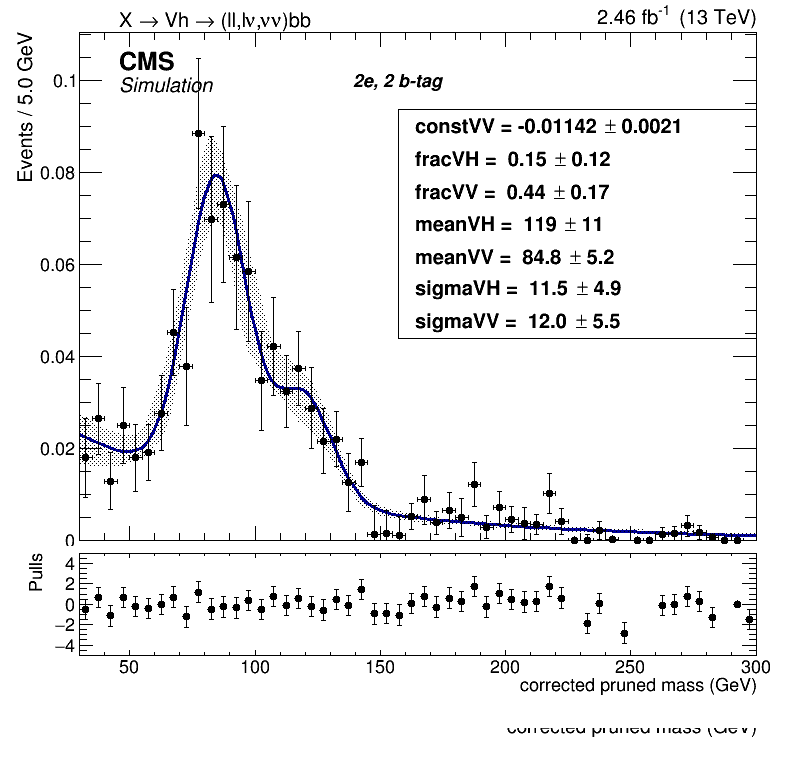 X → Vh → (ll,lν,νν)bb
2.46 fb-1 (13 TeV)
CMS
Simulation
2e, 2 b-tag
constVV = -0.01142 ± 0.0021
fracVH = 0.15 ± 0.12
fracVV = 0.44 ± 0.17
meanVH = 119 ± 11
meanVV = 84.8 ± 5.2
sigmaVH = 11.5 ± 4.9
sigmaVV = 12.0 ± 5.5
Events / 5.0 GeV
0.1
0.08
0.06
0.04
0.02
0
Pulls
4
2
0
−2
−4
50 100 150 200 250 300
corrected pruned mass (GeV)
corrected pruned mass (GeV)